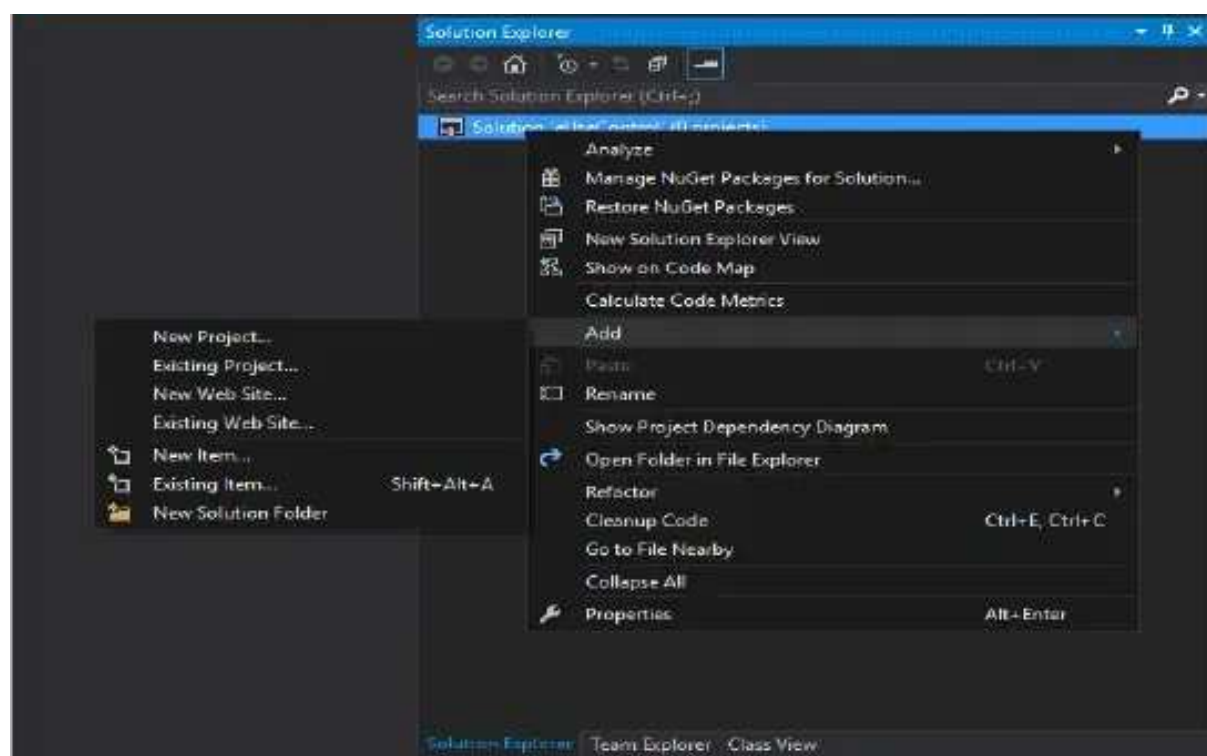 Solution Explorer
Search Solution Explorer (Ctrl+;)
Solution 'eUseControl' (0 projects)
Analyze
Manage NuGet Packages for Solution...
Restore NuGet Packages
New Solution Explorer View
Show on Code Map
Calculate Code Metrics
Add
Paste Ctrl+V
Rename
Show Project Dependency Diagram
Open Folder in File Explorer
Refactor
Cleanup Code Ctrl+E, Ctrl+C
Go to File Nearby
Collapse All
Properties Alt+Enter
New Project...
Existing Project...
New Web Site...
Existing Web Site...
New Item...
Existing Item... Shift+Alt+A
New Solution Folder
Solution Explorer Team Explorer Class View